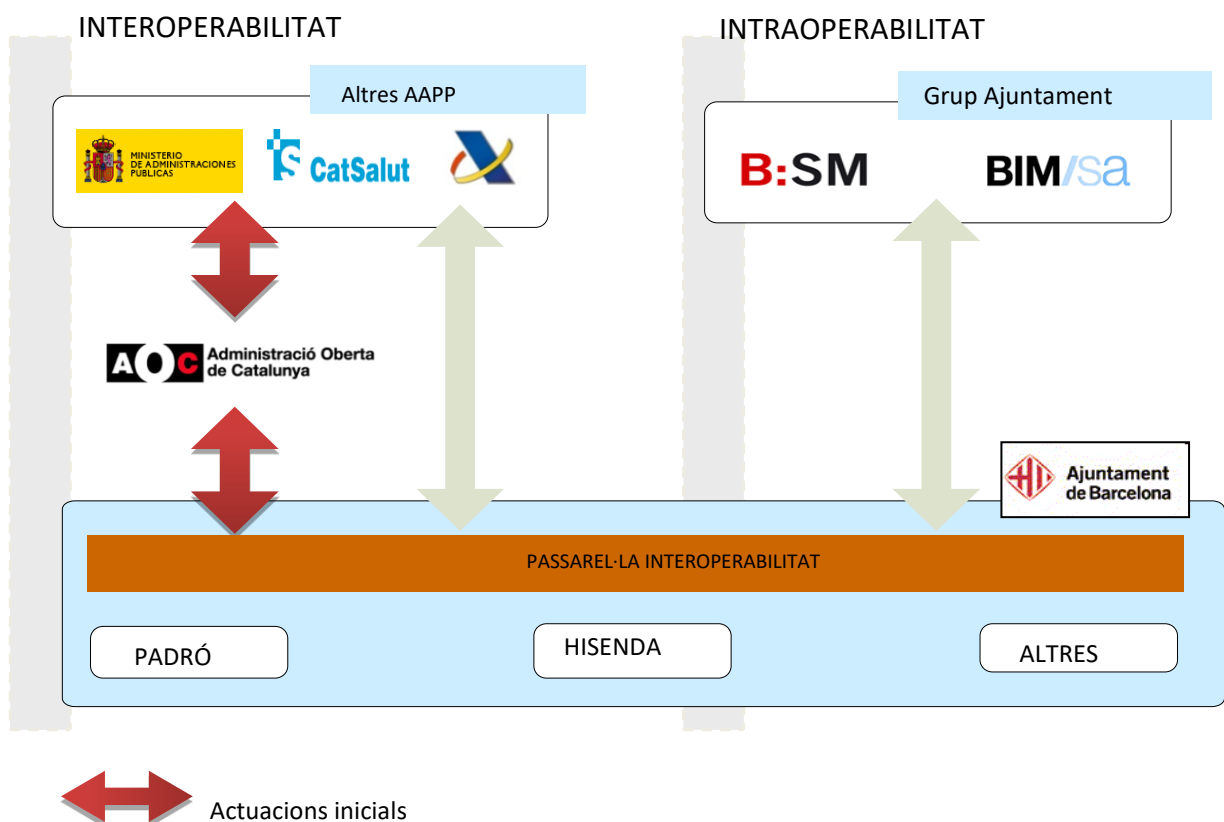 INTEROPERABILITAT
INTRAOPERABILITAT
Altres AAPP
Grup Ajuntament
MINISTERIO
DE ADMINISTRACIONES
PÚBLICAS
CatSalut
B:SM
BIM/sa
AOC
Administració Oberta
de Catalunya
Ajuntament
de Barcelona
PASSAREL·LA INTEROPERABILITAT
PADRÓ
HISENDA
ALTRES
Actuacions inicials